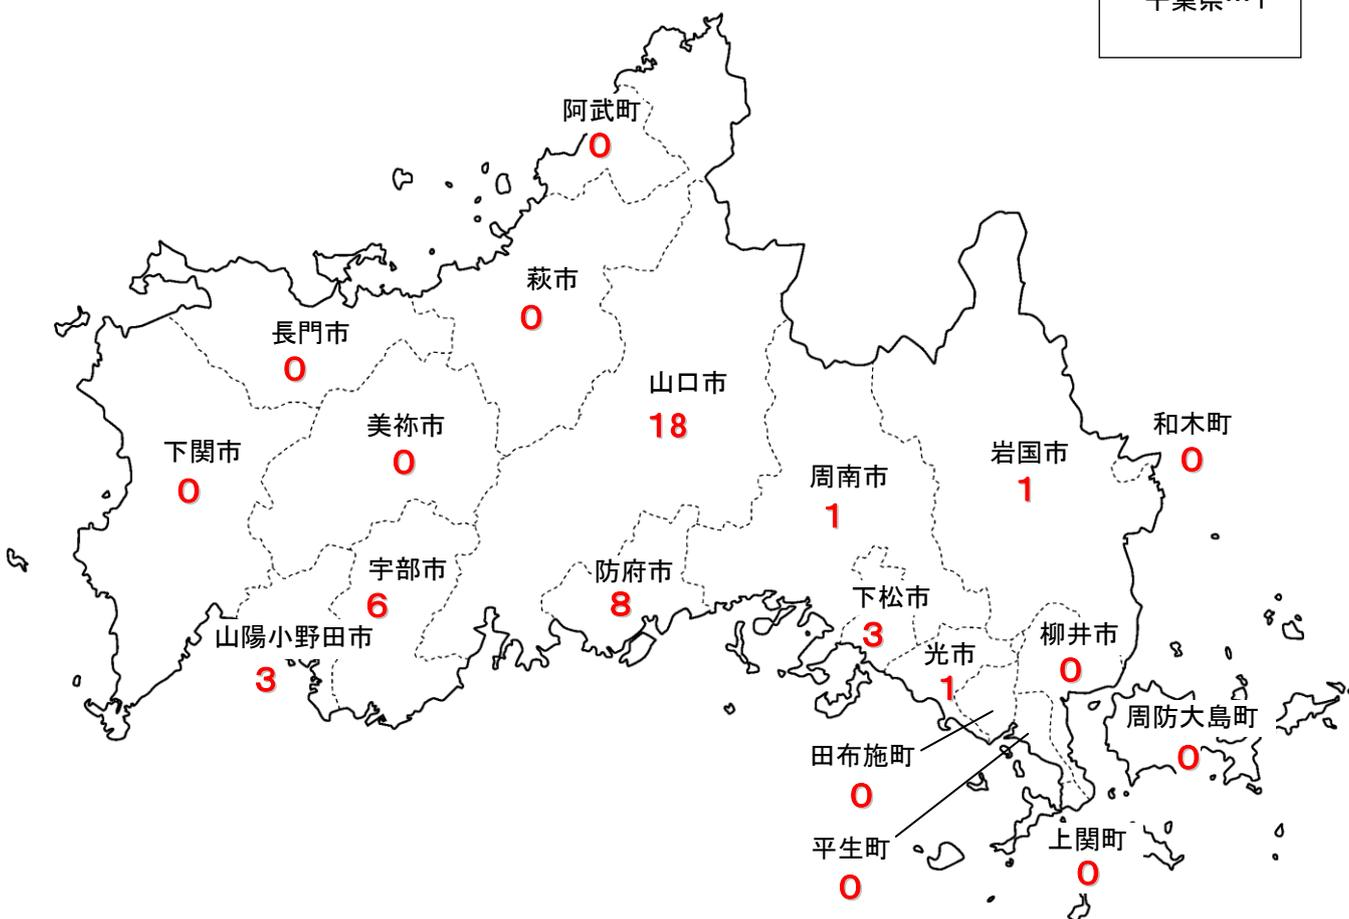 千葉県…1
阿武町
0
萩市
0
長門市
0
山口市
18
美祢市
0
下関市
0
和木町
0
岩国市
1
周南市
1
宇部市
6
防府市
8
下松市
3
山陽小野田市
3
光市
1
柳井市
0
周防大島町
0
田布施町
0
平生町
0
上関町
0